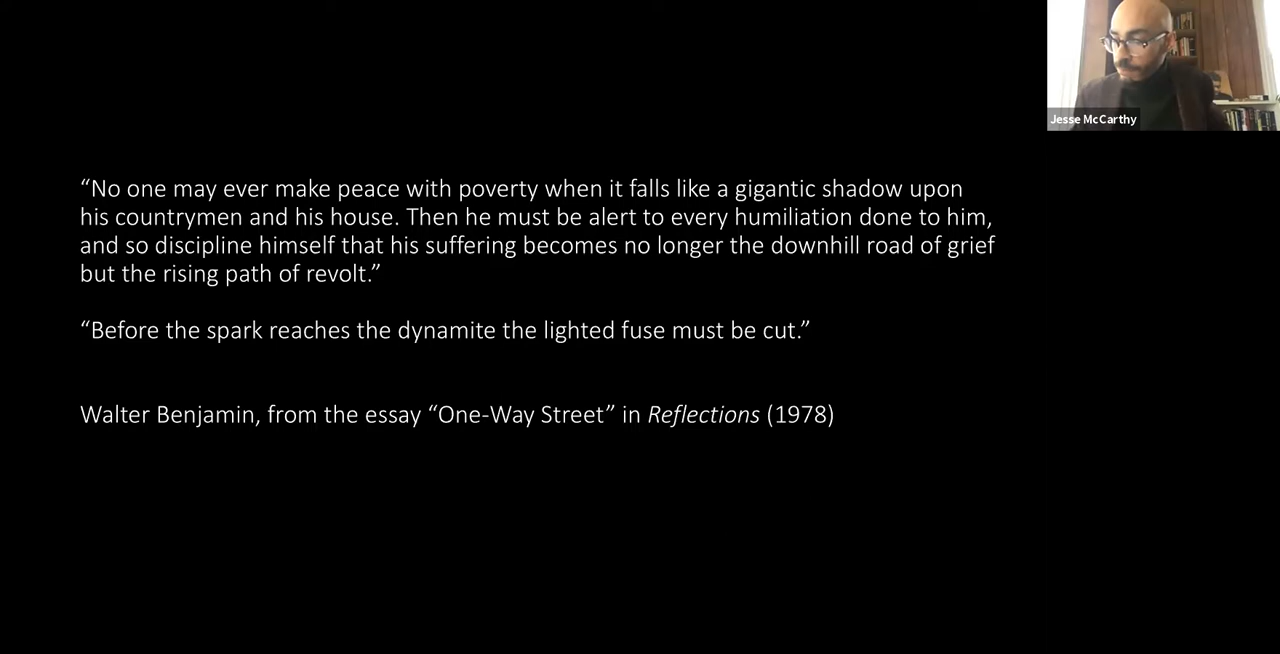 Jesse McCarthy
“No one may ever make peace with poverty when it falls like a gigantic shadow upon
his countrymen and his house. Then he must be alert to every humiliation done to him,
and so discipline himself that his suffering becomes no longer the downhill road of grief
but the rising path of revolt.”
“Before the spark reaches the dynamite the lighted fuse must be cut.”
Walter Benjamin, from the essay “One-Way Street” in Reflections (1978)